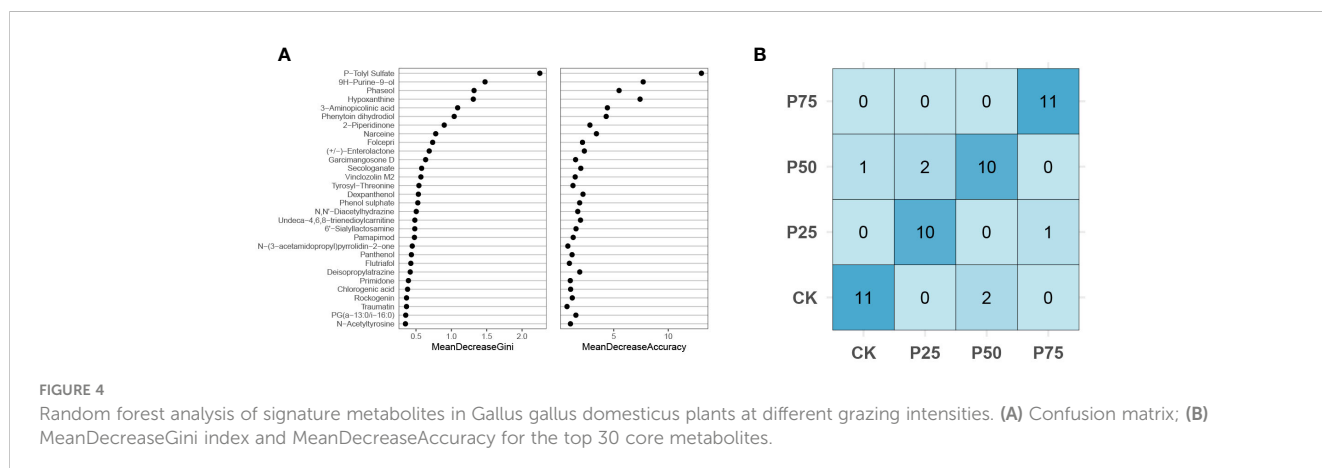 A
P−Tolyl Sulfate
9H−Purine−9−ol
Phaseol
Hypoxanthine
3−Aminopicolinic acid
Phenytoin dihydrodiol
2−Piperidinone
Narceine
Folcepri
(+/−)−Enterolactone
Garcimangosone D
Secologanate
Vinclozolin M2
Tyrosyl−Threonine
Dexpanthenol
Phenol sulphate
N,N''−Diacetylhydrazine
Undeca−4,6,8−trienedioylcarnitine
6''−Sialyllactosamine
Pamapimod
N−(3−acetamidopropyl)pyrrolidin−2−one
Panthenol
Flutriafol
Deisopropylatrazine
Primidone
Chlorogenic acid
Rockogenin
Traumatin
PG(a−13:0/i−16:0)
N−Acetyltyrosine
0.5 1.0 1.5 2.0
MeanDecreaseGini
5 10
MeanDecreaseAccuracy
B
P75 0 0 0 11
P50 1 2 10 0
P25 0 10 0 1
CK 11 0 2 0
CK P25 P50 P75
FIGURE 4
Random forest analysis of signature metabolites in Gallus gallus domesticus plants at different grazing intensities. (A) Confusion matrix; (B)
MeanDecreaseGini index and MeanDecreaseAccuracy for the top 30 core metabolites.